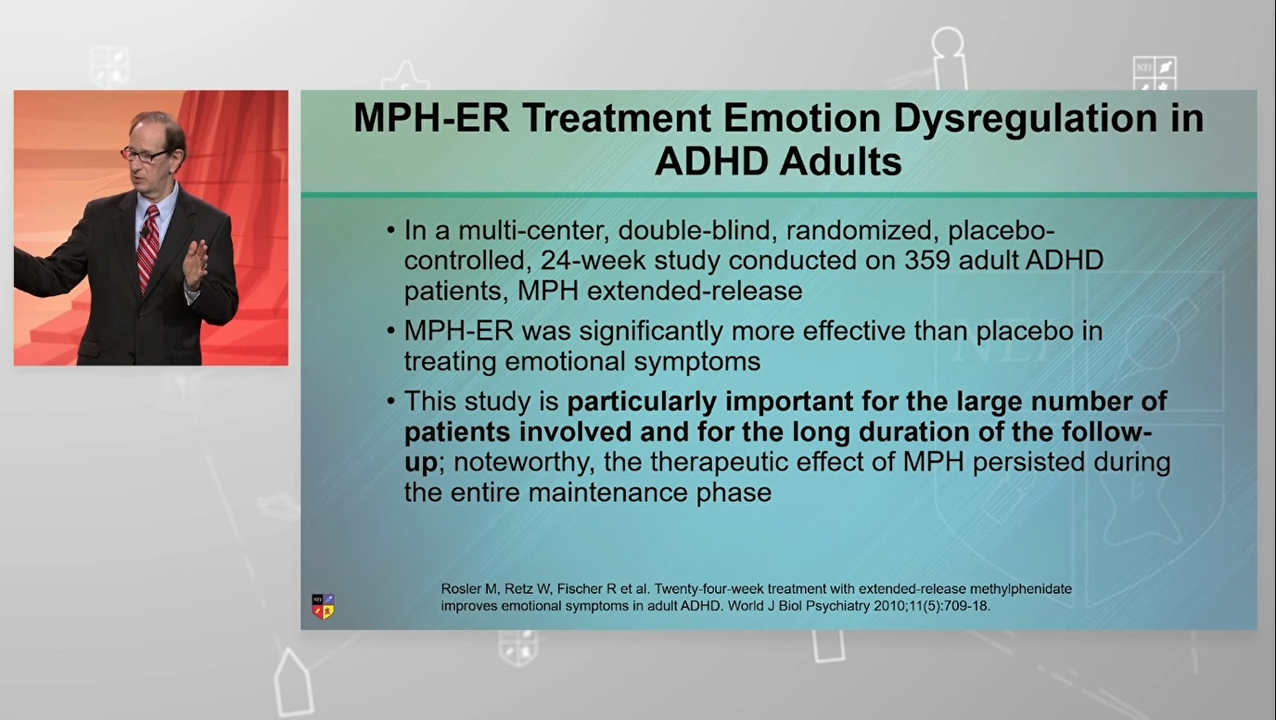 NEI
MPH-ER Treatment Emotion Dysregulation in
ADHD Adults
• In a multi-center, double-blind, randomized, placebo-
controlled, 24-week study conducted on 359 adult ADHD
patients, MPH extended-release
• MPH-ER was significantly more effective than placebo in
treating emotional symptoms
• This study is particularly important for the large number of
patients involved and for the long duration of the follow-
up; noteworthy, the therapeutic effect of MPH persisted during
the entire maintenance phase
NEI
Rosler M, Retz W, Fischer R et al. Twenty-four-week treatment with extended-release methylphenidate
improves emotional symptoms in adult ADHD. World J Biol Psychiatry 2010;11(5):709-18.
NEI